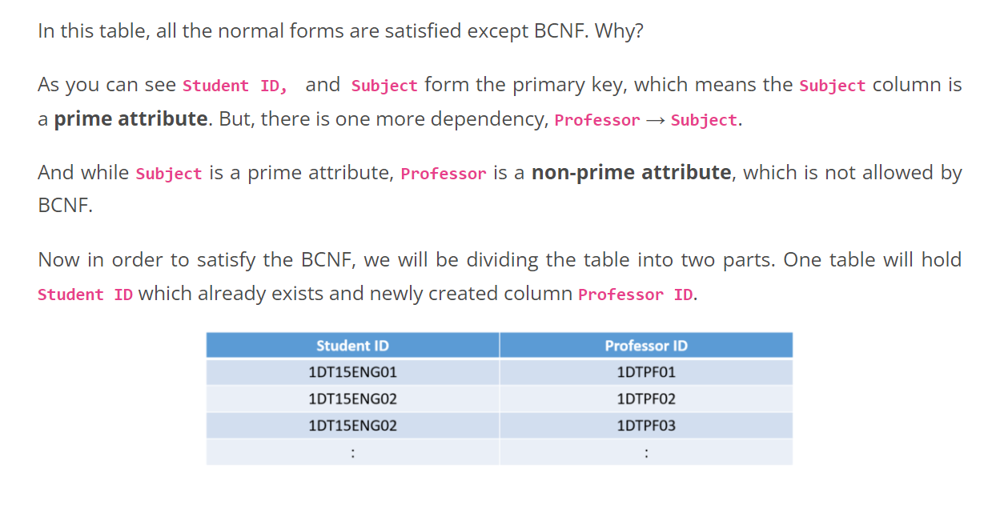 In this table, all the normal forms are satisfied except BCNF. Why?
As you can see Student ID, and Subject form the primary key, which means the Subject column is
a prime attribute. But, there is one more dependency, Professor → Subject.
And while Subject is a prime attribute, Professor is a non-prime attribute, which is not allowed by
BCNF.
Now in order to satisfy the BCNF, we will be dividing the table into two parts. One table will hold
Student ID which already exists and newly created column Professor ID.
Student ID Professor ID
1DT15ENG01 1DTPF01
1DT15ENG02 1DTPF02
1DT15ENG02 1DTPF03
: :